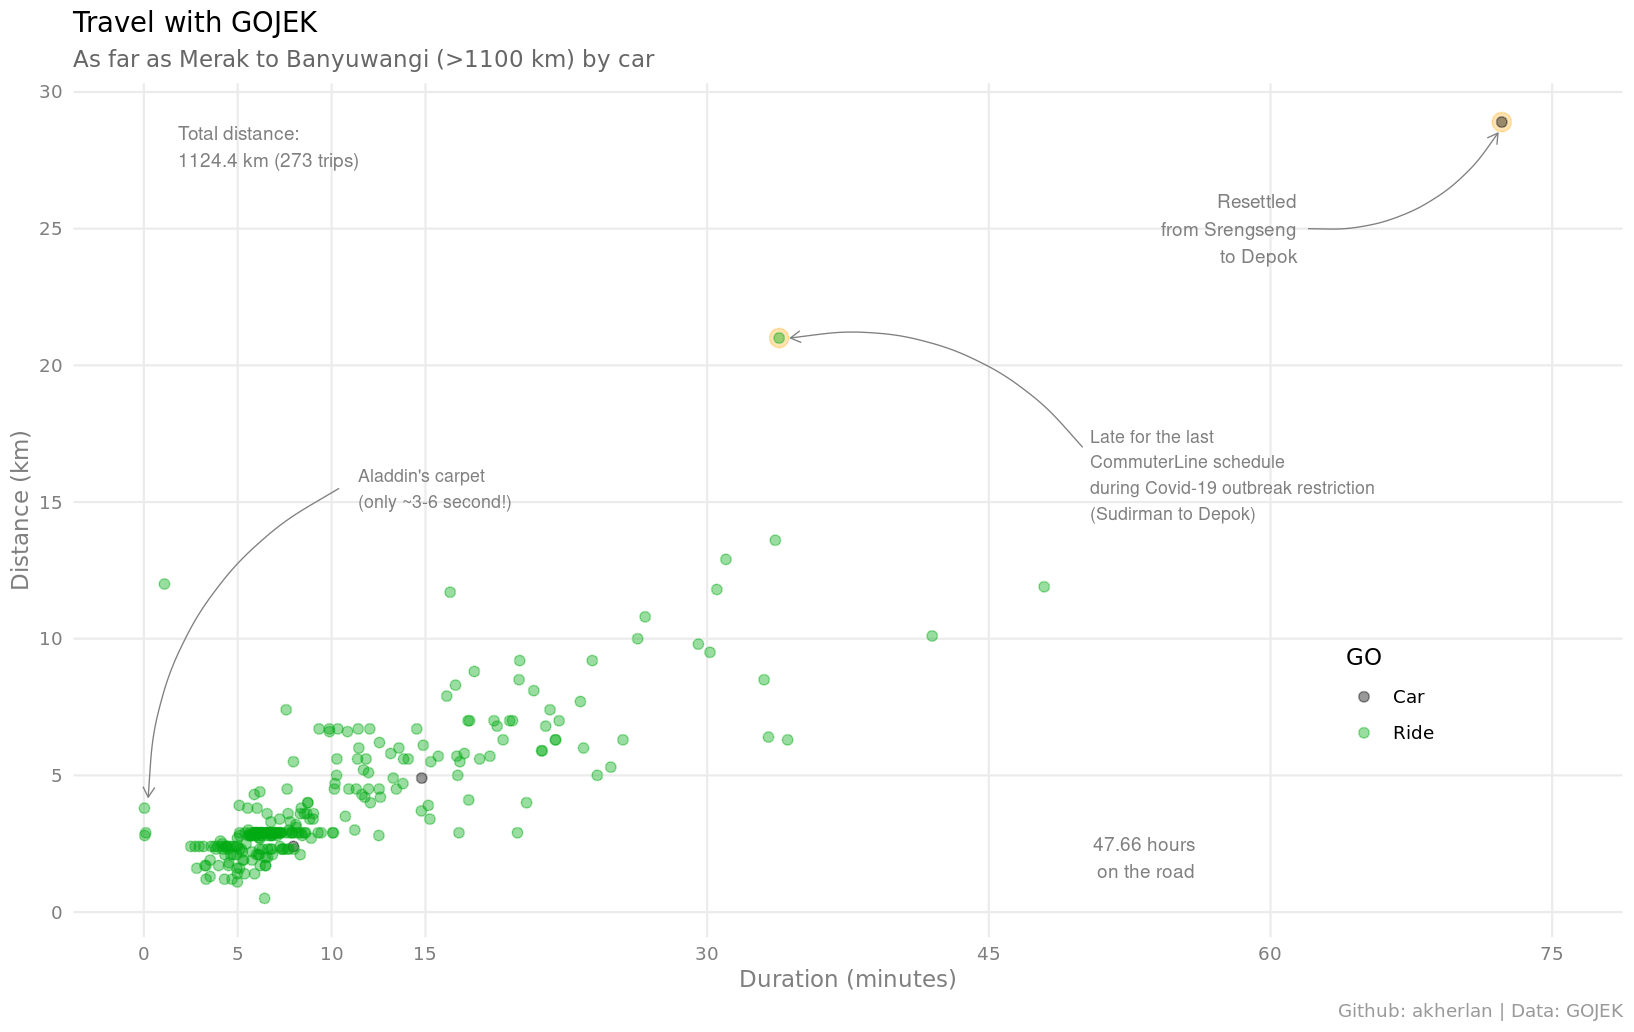 Travel with GOJEK
As far as Merak to Banyuwangi (>1100 km) by car
Distance (km)
30
25
20
15
10
5
0
Total distance:
1124.4 km (273 trips)
Resettled
from Srengseng
to Depok
Late for the last
CommuterLine schedule
during Covid-19 outbreak restriction
(Sudirman to Depok)
Aladdin's carpet
(only ~3-6 second!)
GO
Car
Ride
47.66 hours
on the road
0 5 10 15 30 45 60 75
Duration (minutes)
Github: akherlan | Data: GOJEK